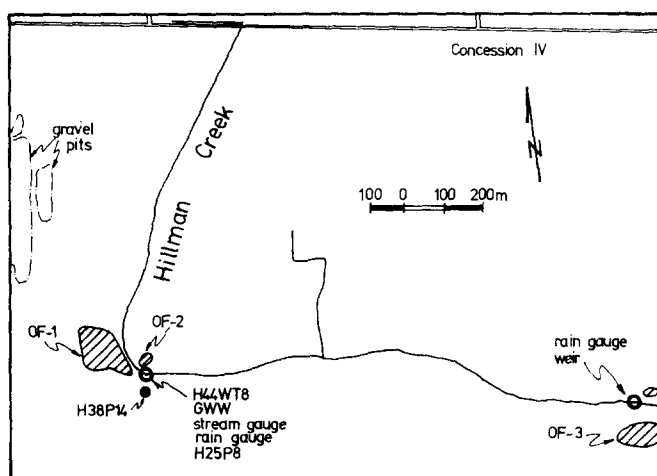 Concession IV
gravel
pits
Hillman Creek
N
100 0 100 200m
OF-1
OF-2
rain gauge
weir
H38P14
H44WT8
GWW
stream gauge
rain gauge
H25P8
OF-3